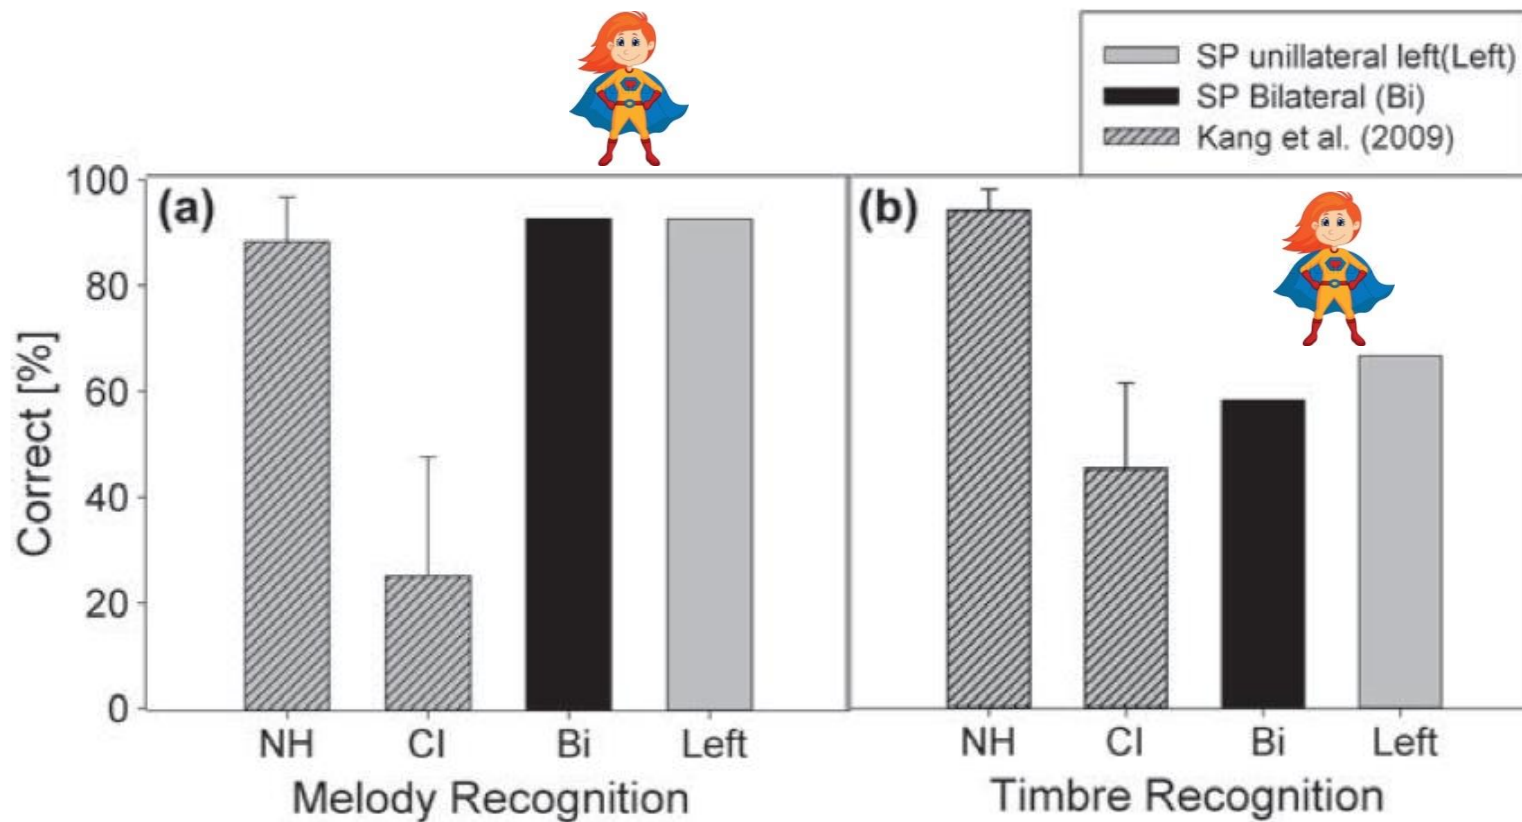 SP unillateral left(Left)
SP Bilateral (Bi)
Kang et al. (2009)
Correct [%]
100
80
60
40
20
0
(a)
NH CI Bi Left
Melody Recognition
(b)
NH CI Bi Left
Timbre Recognition